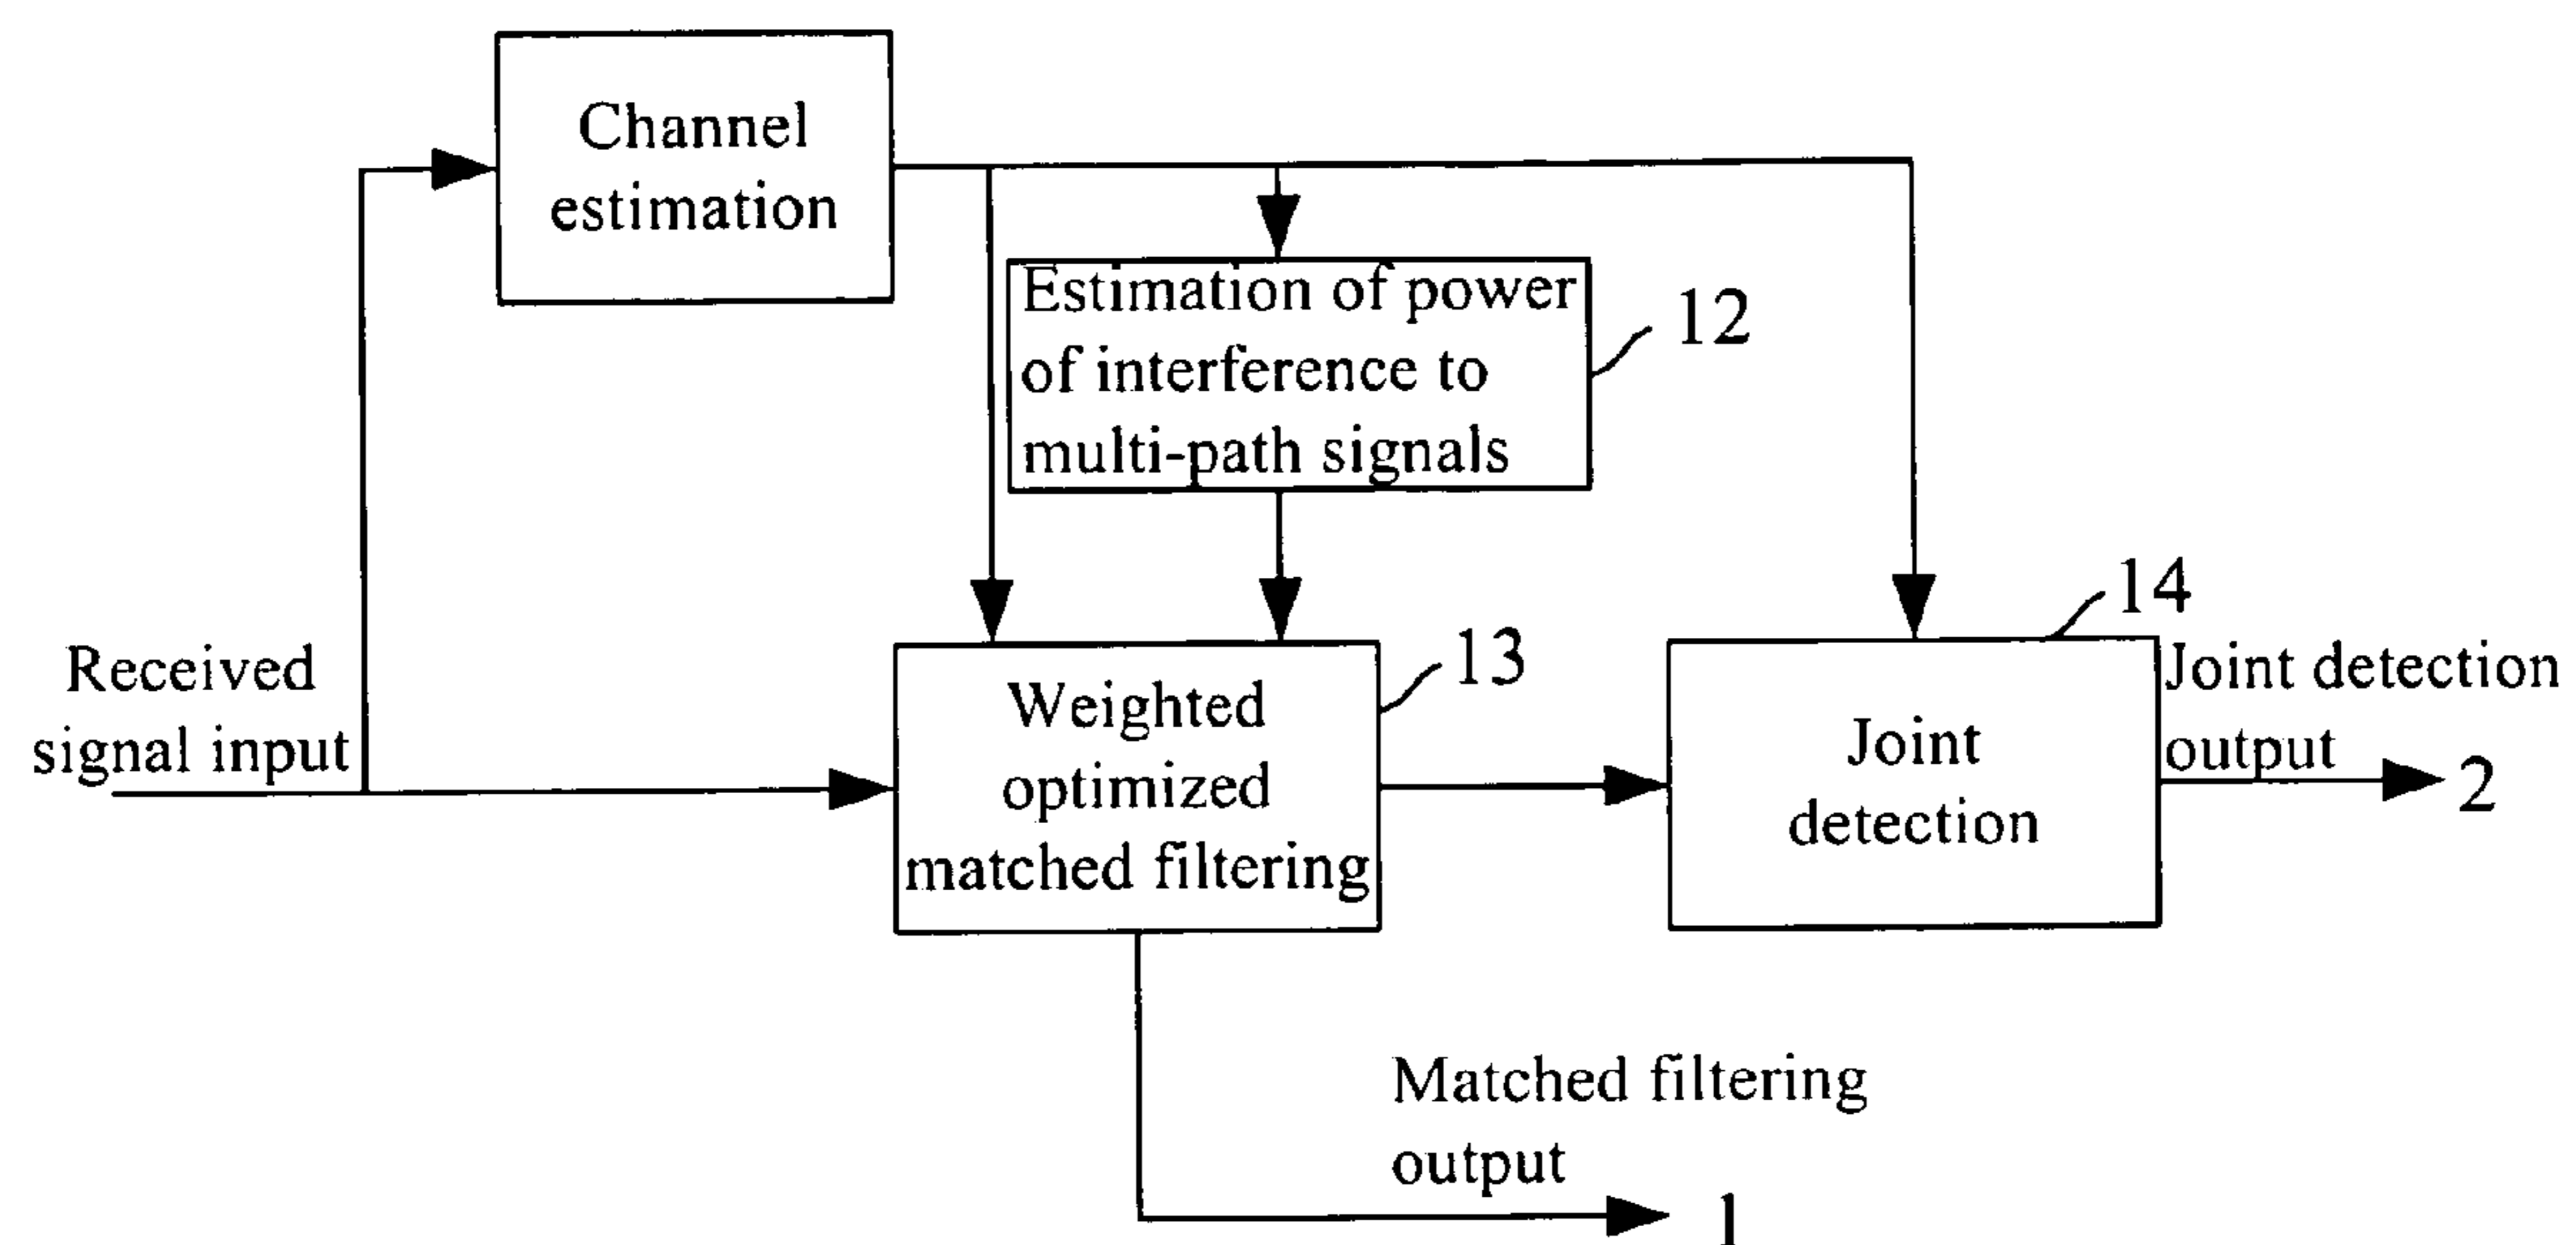 Channel
estimation
Estimation of power
of interference to
multi-path signals
12
Received
signal input
Weighted
optimized
matched filtering
13
Joint
detection
14
Joint detection
output
2
Matched filtering
output
1